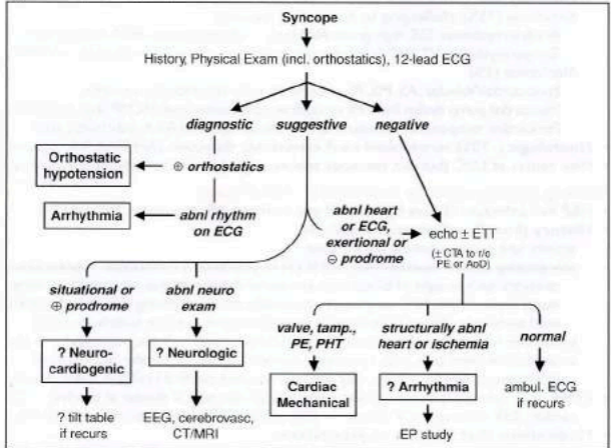 Syncope
History, Physical Exam (incl. orthostatics), 12-lead ECG
diagnostic suggestive negative
Orthostatic
hypotension
⊕ orthostatics
Arrhythmia
abnl rhythm
on ECG
abnl heart
or ECG,
exertional or
⊖ prodrome
echo ± ETT
(± CTA to r/o
PE or AoD)
situational or
⊕ prodrome
abnl neuro
exam
valve, tamp.,
PE, PHT
structurally abnl
heart or ischemia
normal
? Neuro-
cardiogenic
? Neurologic
Cardiac
Mechanical
? Arrhythmia
ambul. ECG
if recurs
? tilt table
if recurs
EEG, cerebrovasc,
CT/MRI
EP study